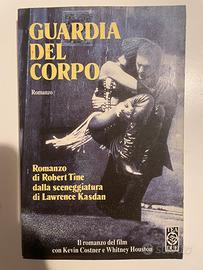 GUARDIA
DEL
CORPO
Romanzo
Romanzo
di Robert Tine
dalla sceneggiatura
di Lawrence Kasdan
Il romanzo del film
con Kevin Costner e Whitney Houston